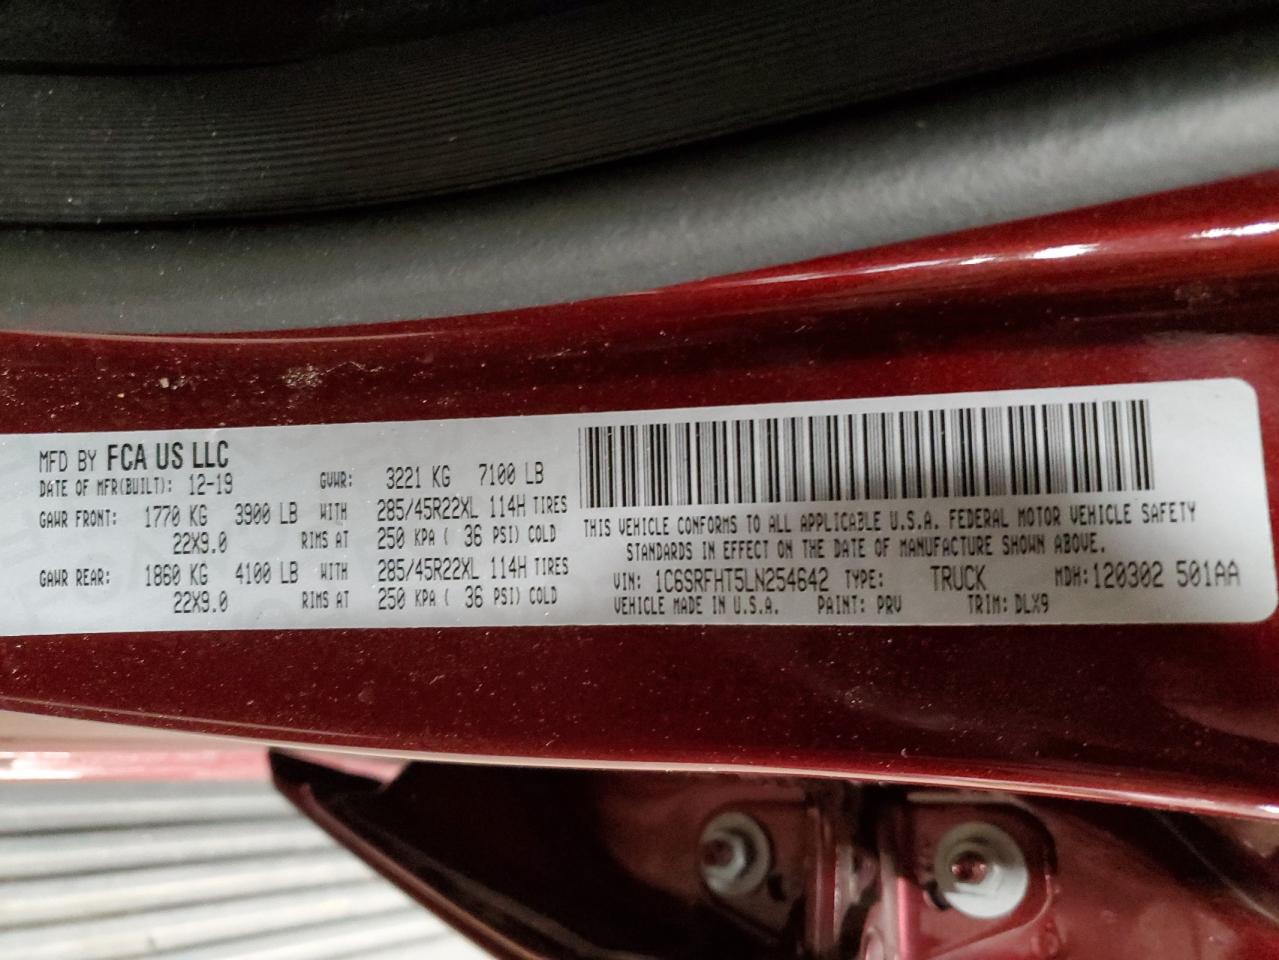 MFD BY FCA US LLC
DATE OF MFR(BUILT): 12-19 GVWR: 3221 KG 7100 LB
GAWR FRONT: 1770 KG 3900 LB WITH 285/45R22XL 114H TIRES
22X9.0 RIMS AT 250 KPA ( 36 PSI) COLD
GAWR REAR: 1860 KG 4100 LB WITH 285/45R22XL 114H TIRES
22X9.0 RIMS AT 250 KPA ( 36 PSI) COLD
THIS VEHICLE CONFORMS TO ALL APPLICABLE U.S.A. FEDERAL MOTOR VEHICLE SAFETY
STANDARDS IN EFFECT ON THE DATE OF MANUFACTURE SHOWN ABOVE.
VIN: 1C6SRFHT5LN254642 TYPE: TRUCK MDH:120302 501AA
VEHICLE MADE IN U.S.A. PAINT: PRV TRIM: DLX9